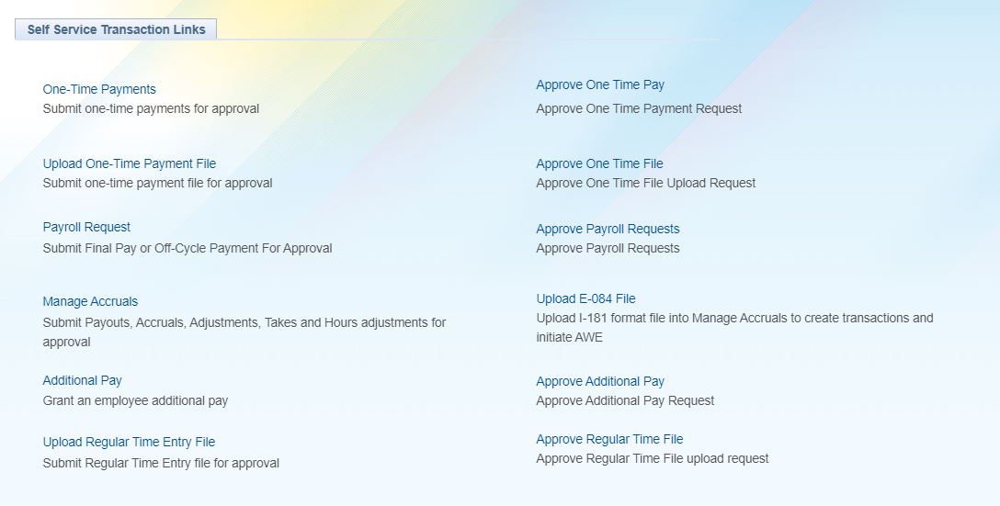 Self Service Transaction Links
One-Time Payments
Submit one-time payments for approval
Approve One Time Pay
Approve One Time Payment Request
Upload One-Time Payment File
Submit one-time payment file for approval
Approve One Time File
Approve One Time File Upload Request
Payroll Request
Submit Final Pay or Off-Cycle Payment For Approval
Approve Payroll Requests
Approve Payroll Requests
Manage Accruals
Submit Payouts, Accruals, Adjustments, Takes and Hours adjustments for
approval
Upload E-084 File
Upload I-181 format file into Manage Accruals to create transactions and
initiate AWE
Additional Pay
Grant an employee additional pay
Approve Additional Pay
Approve Additional Pay Request
Upload Regular Time Entry File
Submit Regular Time Entry file for approval
Approve Regular Time File
Approve Regular Time File upload request